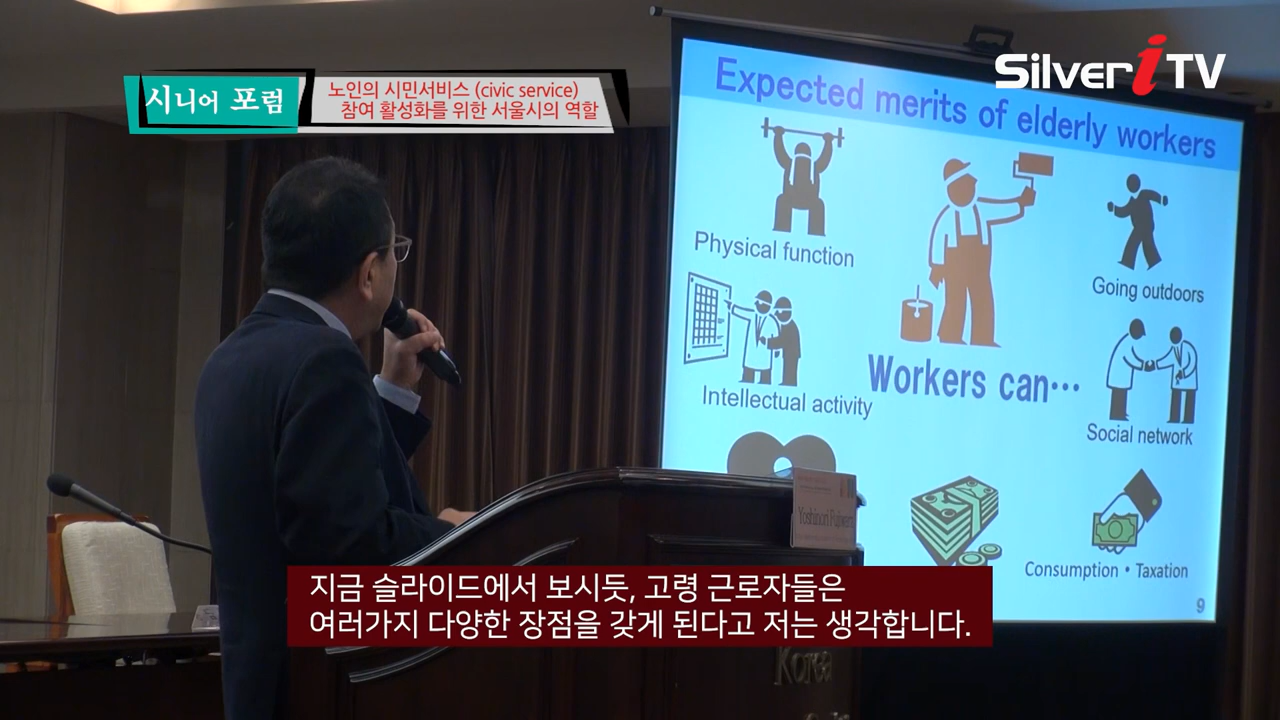 Silver i TV
시니어 포럼
노인의 시민서비스 (civic service)
참여 활성화를 위한 서울시의 역할
Expected merits of elderly workers
Physical function
Going outdoors
Intellectual activity
Workers can…
Social network
Consumption・Taxation
9
Yoshinori
Korea
지금 슬라이드에서 보시듯, 고령 근로자들은
여러가지 다양한 장점을 갖게 된다고 저는 생각합니다.